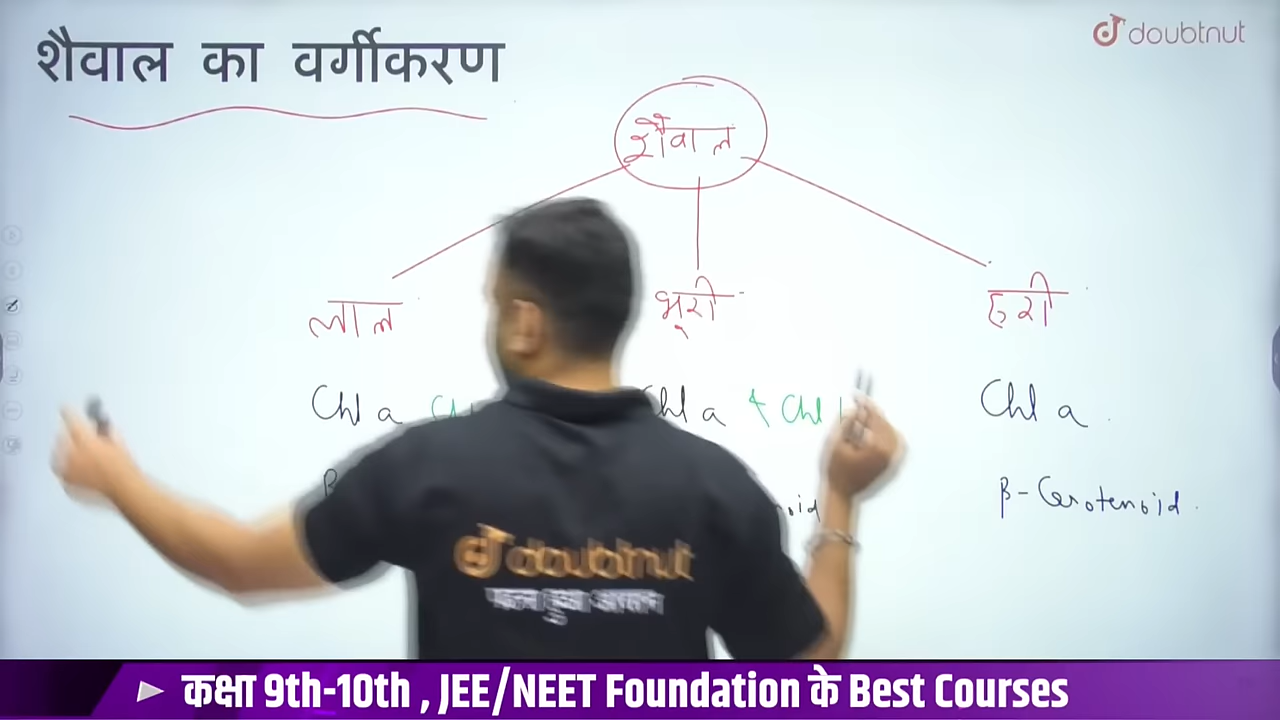 शैवाल का वर्गीकरण
doubtnut
शैवाल
लाल
भूरी
हरी
Chl a
Chl a & Chl
Chl a
β-Carotenoid
doubtnut
कक्षा 9th-10th , JEE/NEET Foundation के Best Courses